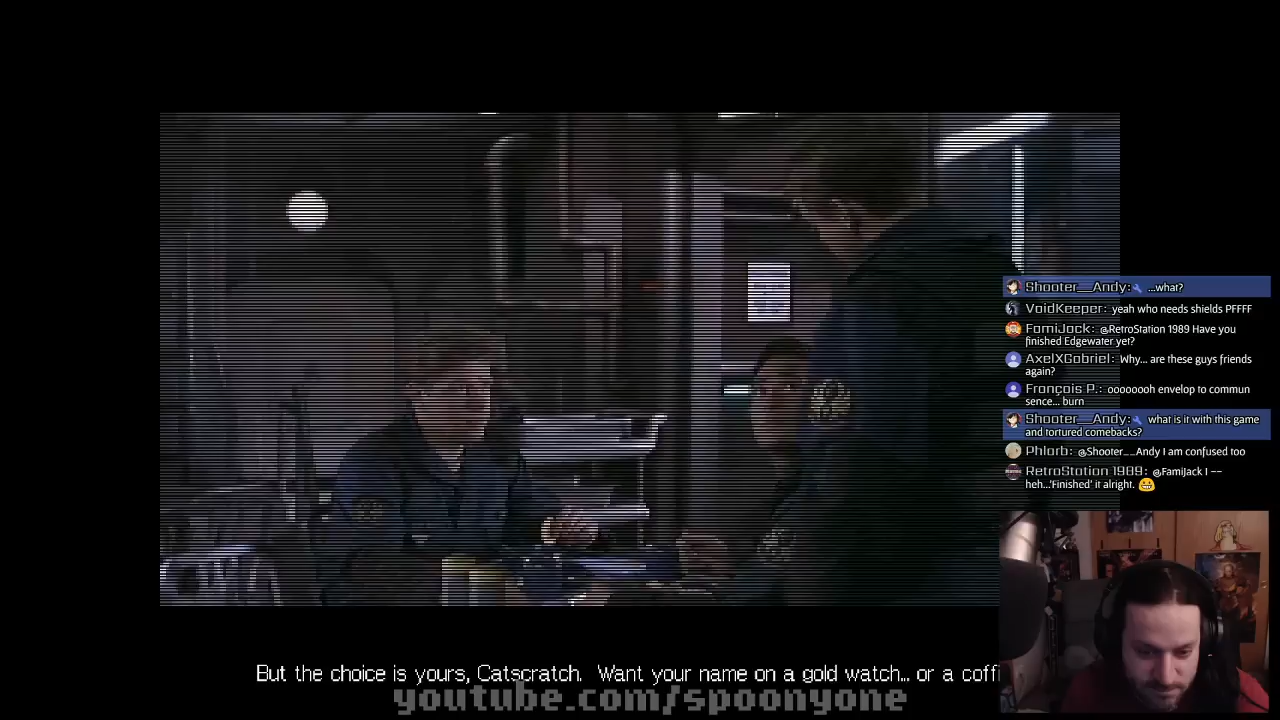 Shooter__Andy: ...what?
VoidKeeper: yeah who needs shields PFFFF
FamiJack: @RetroStation 1989 Have you
finished Edgewater yet?
AxelXGabriel: Why... are these guys friends
again?
François P.: oooooooh envelop to commun
sence... burn
Shooter__Andy: what is it with this game
and tortured comebacks?
Phlorb: @Shooter__Andy I am confused too
RetroStation 1989: @FamiJack I --
heh...'Finished' it alright. 😀
But the choice is yours, Catscratch. Want your name on a gold watch... or a coffi
youtube.com/spoonyone